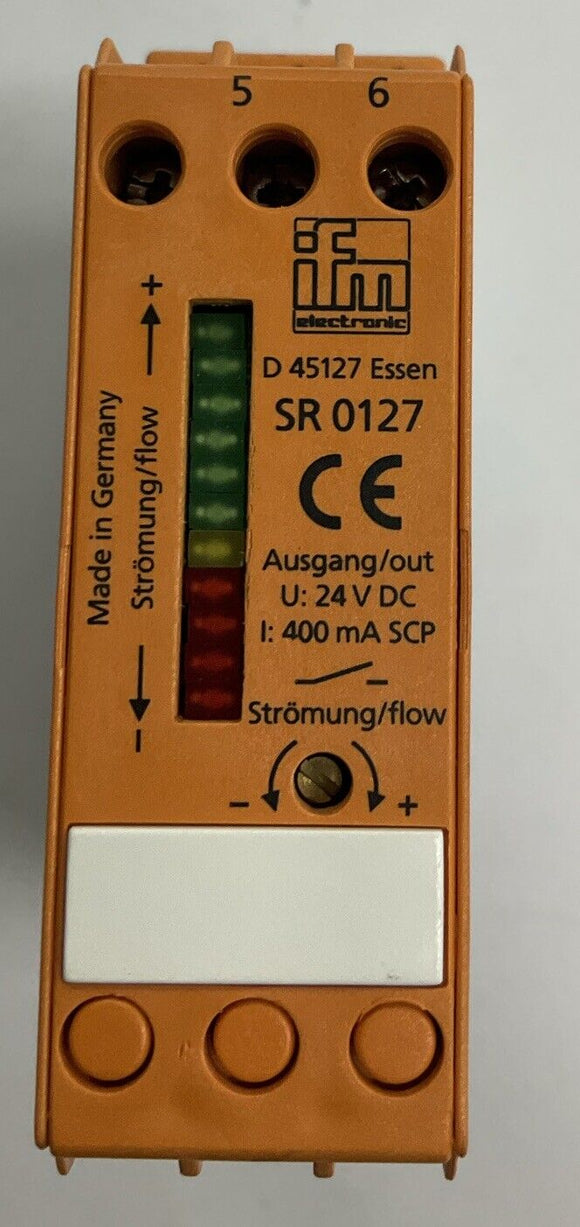 5 6
ifm
electronic
D 45127 Essen
SR 0127
CE
Ausgang/out
U: 24 V DC
I: 400 mA SCP
Strömung/flow
- +
+
Made in Germany
Strömung/flow
-